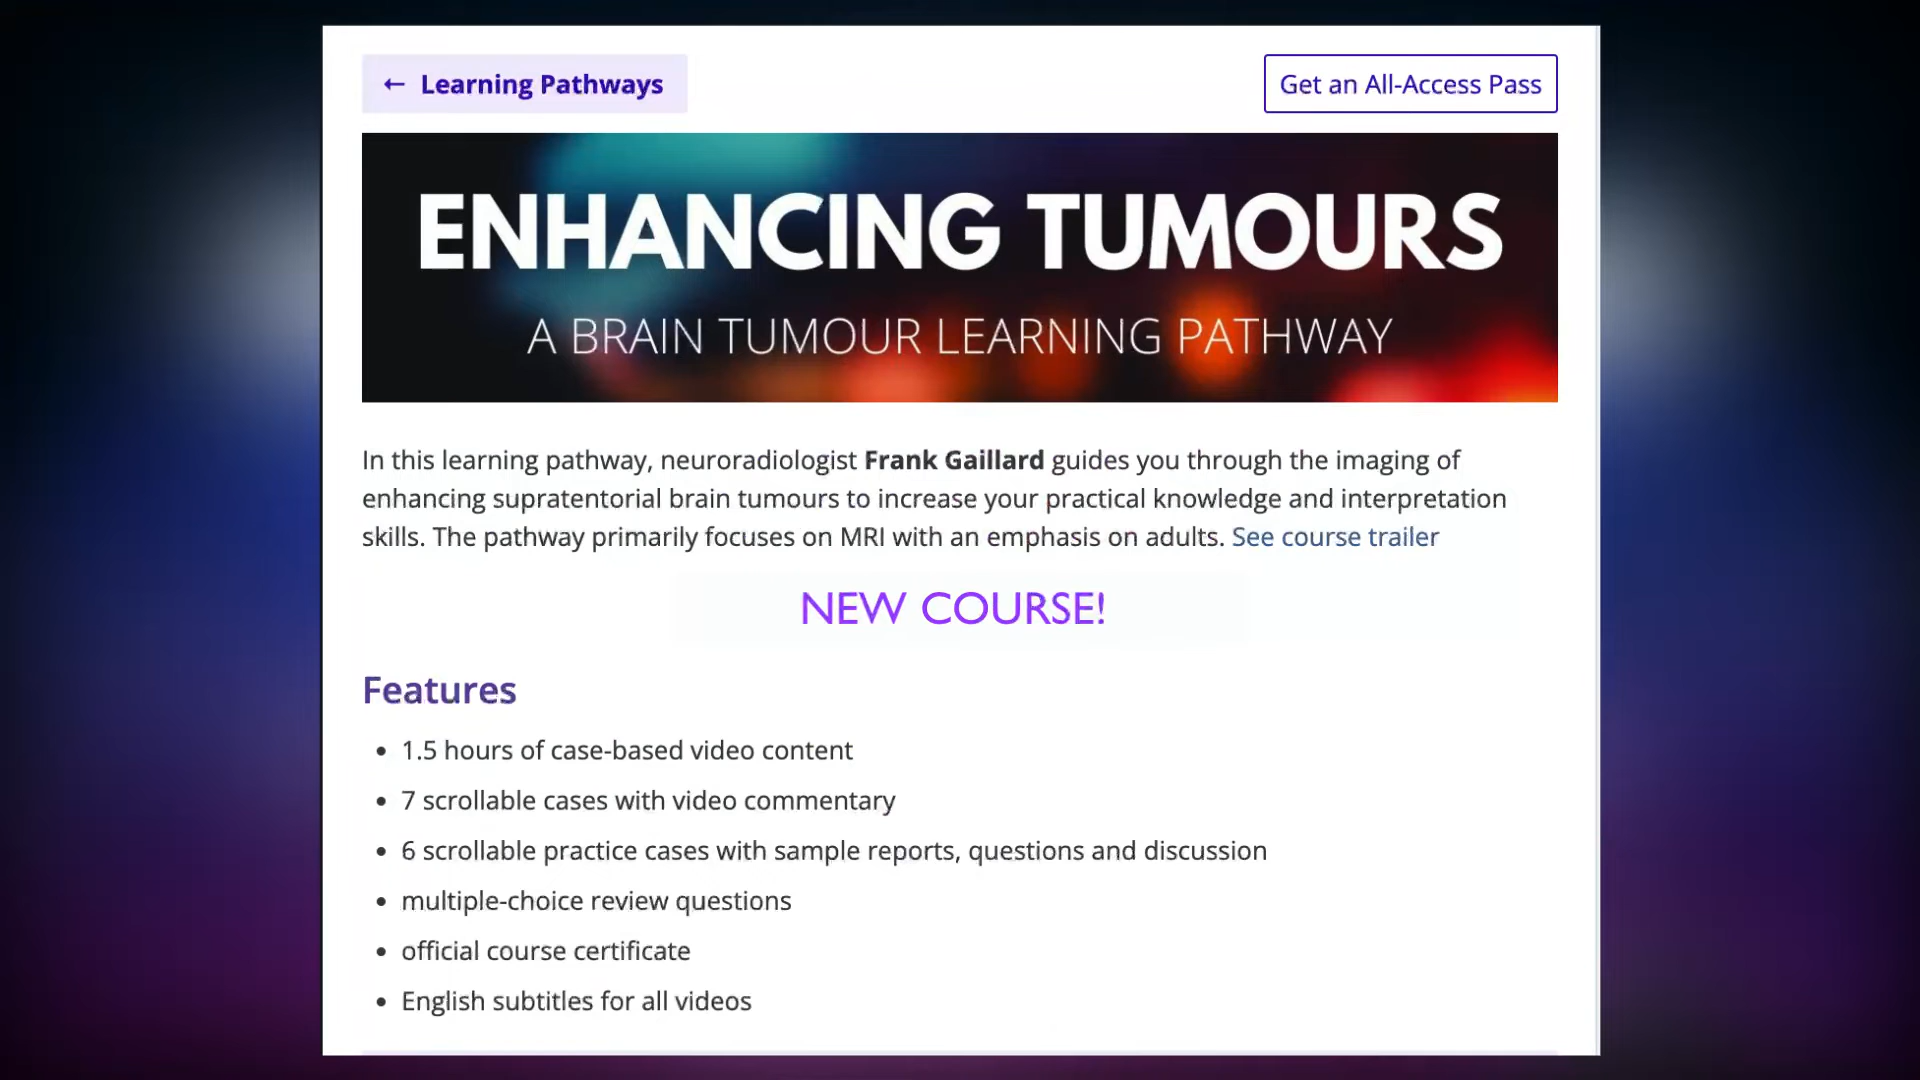 ← Learning Pathways
Get an All-Access Pass
ENHANCING TUMOURS
A BRAIN TUMOUR LEARNING PATHWAY
In this learning pathway, neuroradiologist Frank Gaillard guides you through the imaging of
enhancing supratentorial brain tumours to increase your practical knowledge and interpretation
skills. The pathway primarily focuses on MRI with an emphasis on adults. See course trailer
NEW COURSE!
Features
• 1.5 hours of case-based video content
• 7 scrollable cases with video commentary
• 6 scrollable practice cases with sample reports, questions and discussion
• multiple-choice review questions
• official course certificate
• English subtitles for all videos